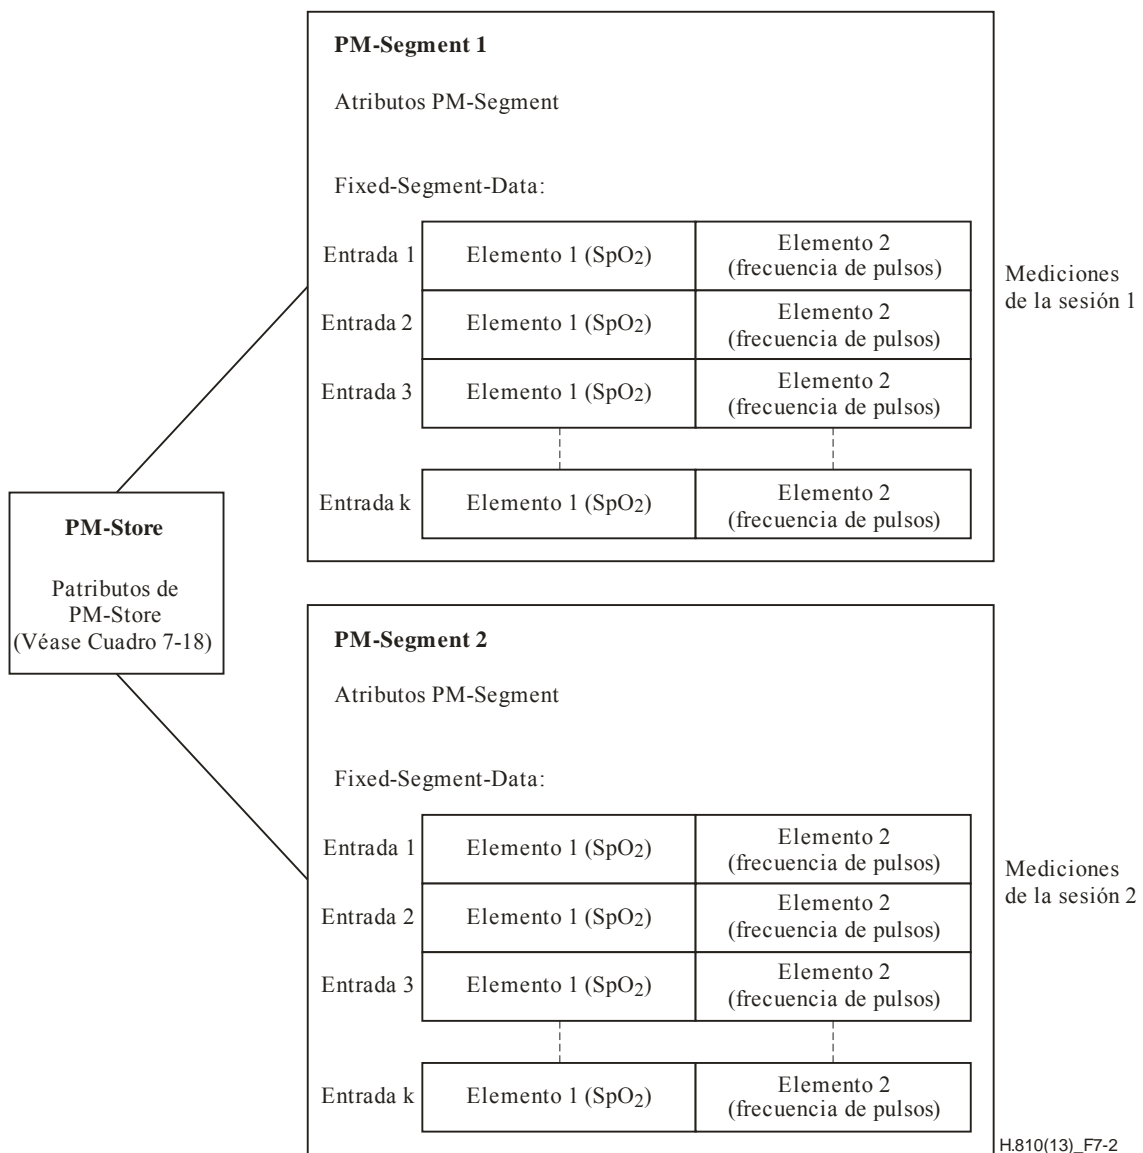 PM-Segment 1
Atributos PM-Segment
Fixed-Segment-Data:
Entrada 1
Elemento 1 (SpO2)
Elemento 2
(frecuencia de pulsos)
Entrada 2
Elemento 1 (SpO2)
Elemento 2
(frecuencia de pulsos)
Entrada 3
Elemento 1 (SpO2)
Elemento 2
(frecuencia de pulsos)
Entrada k
Elemento 1 (SpO2)
Elemento 2
(frecuencia de pulsos)
Mediciones
de la sesión 1
PM-Store
Patributos de
PM-Store
(Véase Cuadro 7-18)
PM-Segment 2
Atributos PM-Segment
Fixed-Segment-Data:
Entrada 1
Elemento 1 (SpO2)
Elemento 2
(frecuencia de pulsos)
Entrada 2
Elemento 1 (SpO2)
Elemento 2
(frecuencia de pulsos)
Entrada 3
Elemento 1 (SpO2)
Elemento 2
(frecuencia de pulsos)
Entrada k
Elemento 1 (SpO2)
Elemento 2
(frecuencia de pulsos)
Mediciones
de la sesión 2
H.810(13)_F7-2